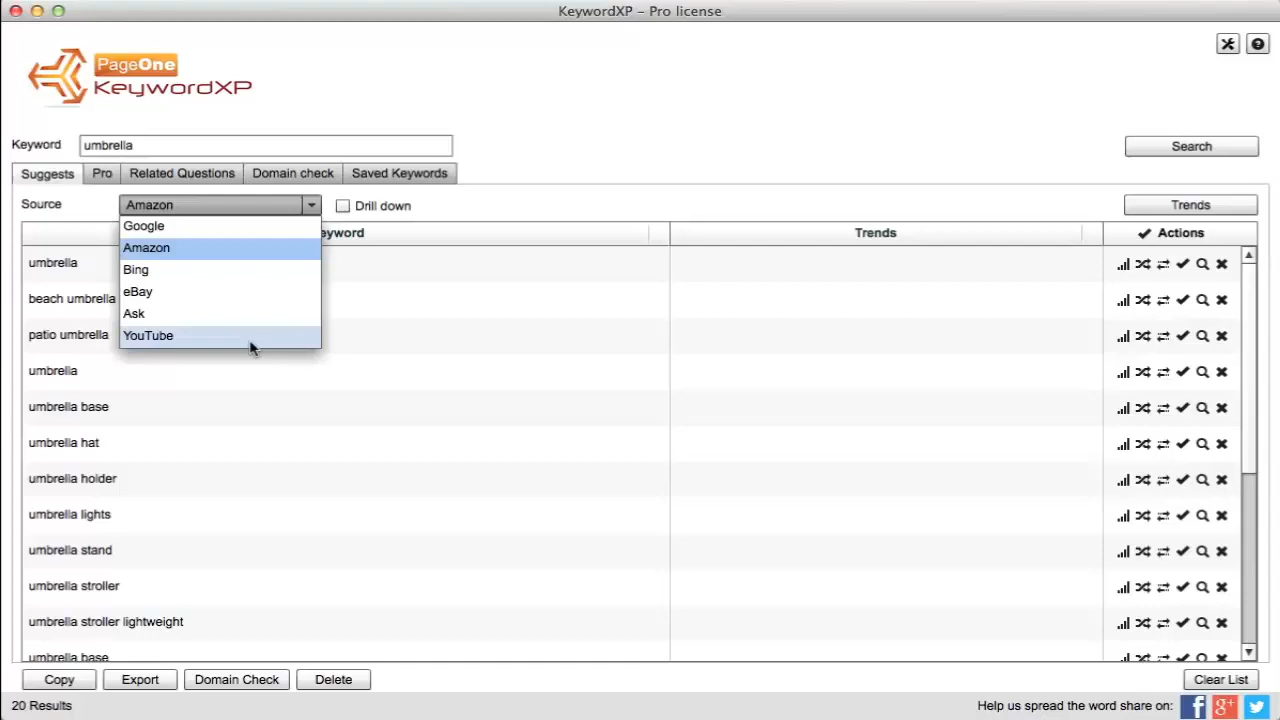 KeywordXP – Pro license
PageOne
KeywordXP
Keyword umbrella Search
Suggests Pro Related Questions Domain check Saved Keywords
Source Amazon Drill down Trends
Google
Amazon
Bing
eBay
Ask
YouTube
eyword Trends Actions
umbrella
beach umbrella
patio umbrella
umbrella
umbrella base
umbrella hat
umbrella holder
umbrella lights
umbrella stand
umbrella stroller
umbrella stroller lightweight
umbrella base
Copy Export Domain Check Delete Clear List
20 Results Help us spread the word share on: